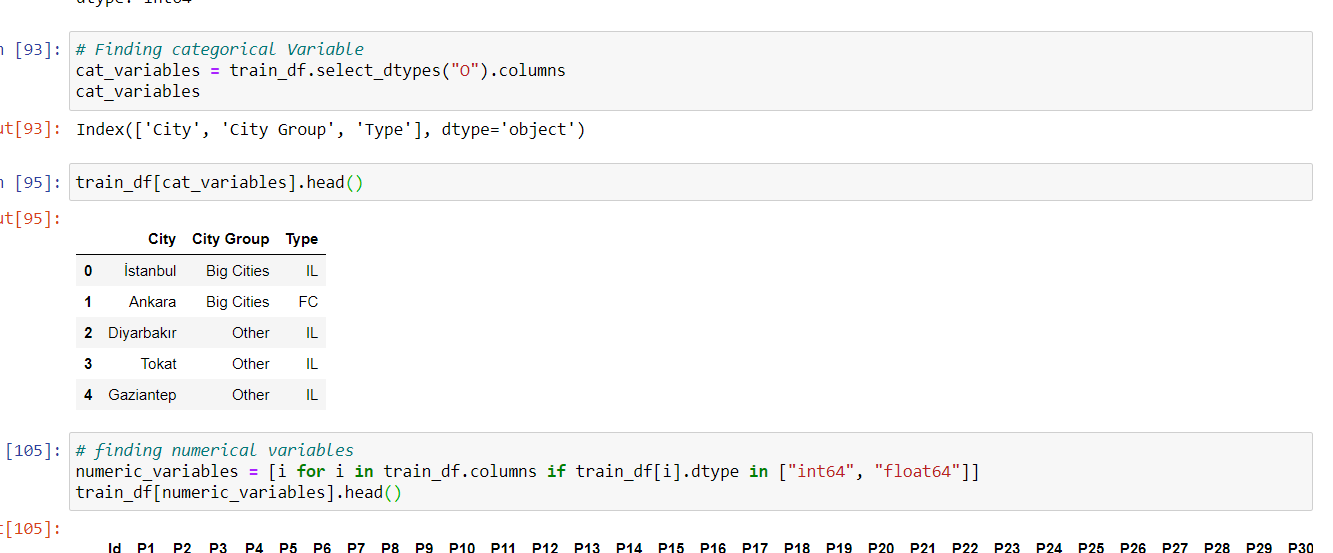 dtype: int64
[93]:
# Finding categorical Variable
cat_variables = train_df.select_dtypes("O").columns
cat_variables
ut[93]:
Index(['City', 'City Group', 'Type'], dtype='object')
[95]:
train_df[cat_variables].head()
ut[95]:
City City Group Type
0 İstanbul Big Cities IL
1 Ankara Big Cities FC
2 Diyarbakır Other IL
3 Tokat Other IL
4 Gaziantep Other IL
[105]:
# finding numerical variables
numeric_variables = [i for i in train_df.columns if train_df[i].dtype in ["int64", "float64"]]
train_df[numeric_variables].head()
t[105]:
Id P1 P2 P3 P4 P5 P6 P7 P8 P9 P10 P11 P12 P13 P14 P15 P16 P17 P18 P19 P20 P21 P22 P23 P24 P25 P26 P27 P28 P29 P30